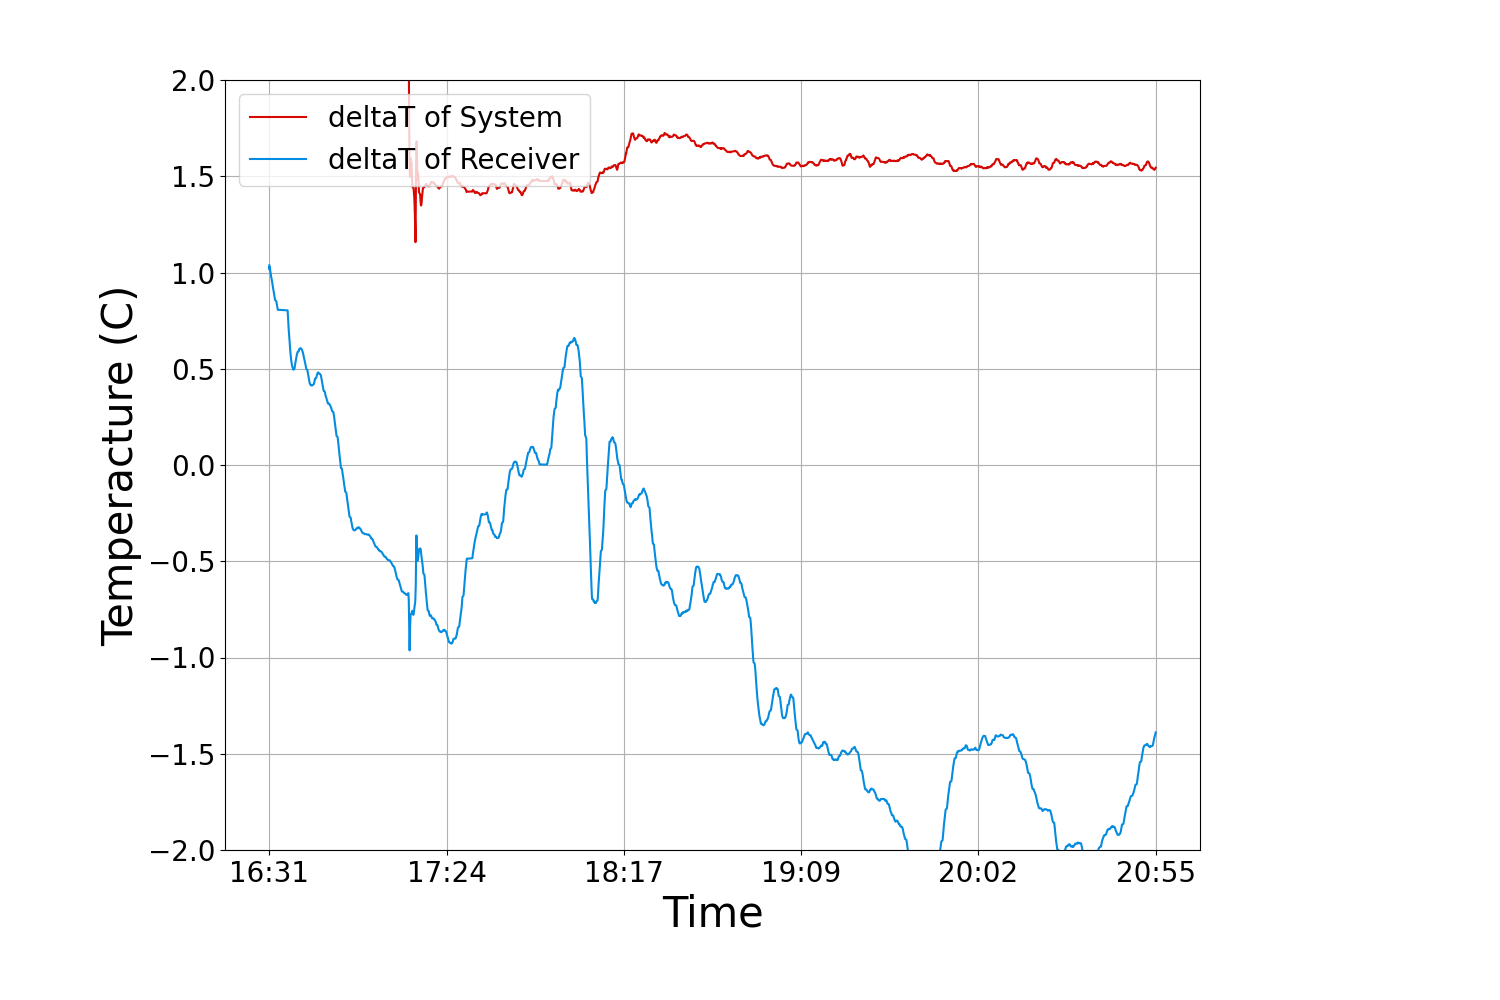 2.0
deltaT of System
deltaT of Receiver
1.5
1.0
0.5
0.0
−0.5
−1.0
−1.5
−2.0
Temperacture (C)
16:31 17:24 18:17 19:09 20:02 20:55
Time